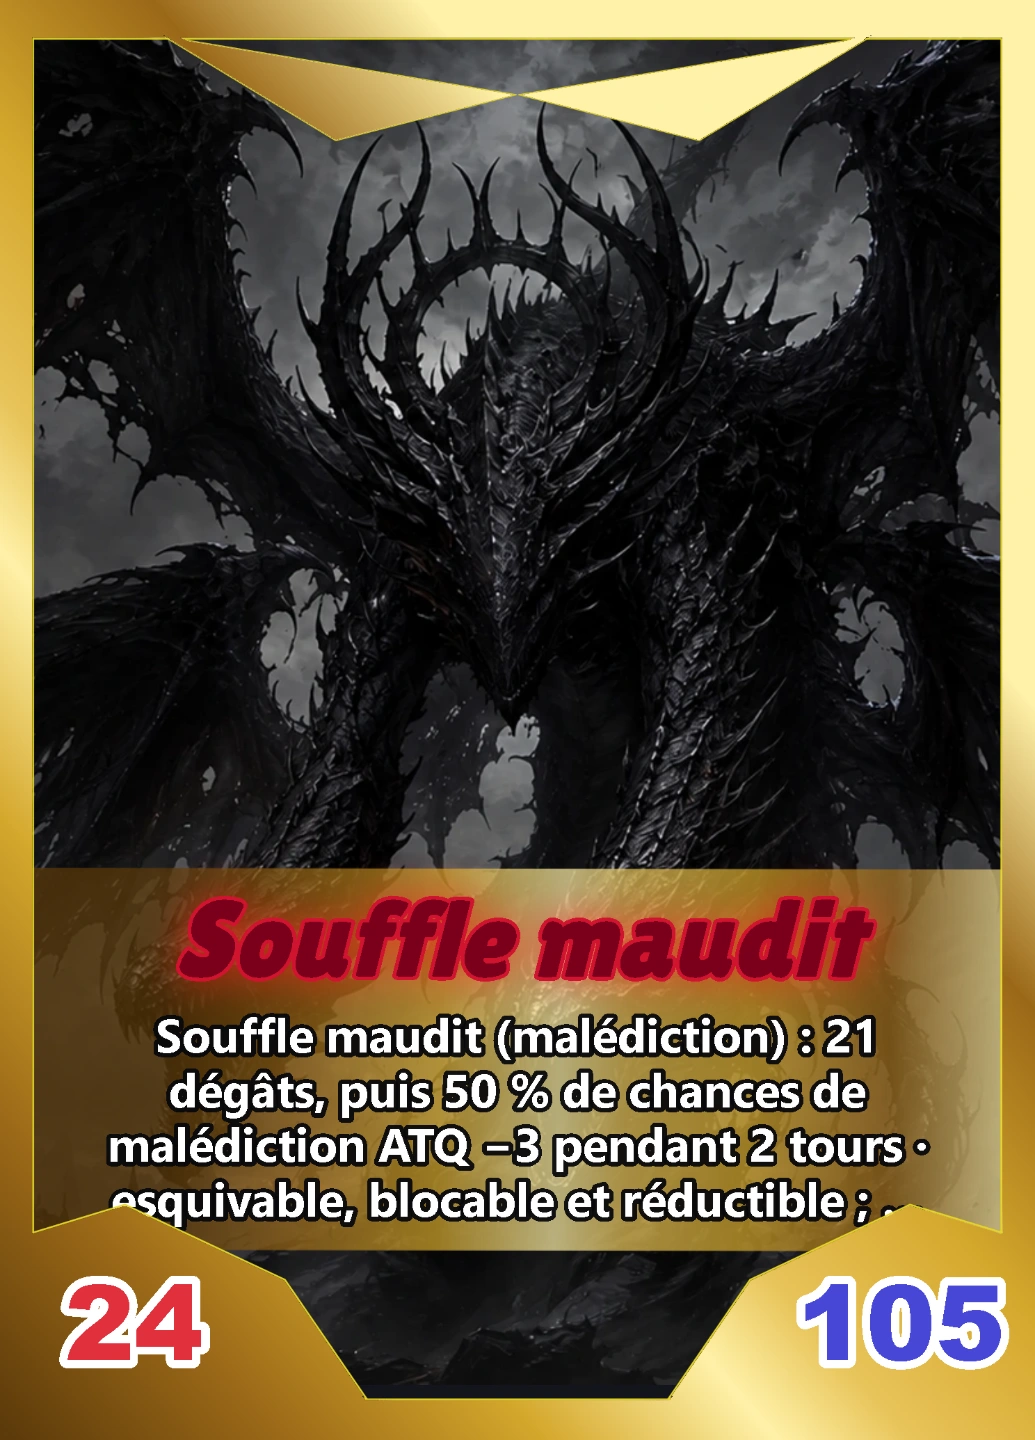 Souffle maudit
Souffle maudit (malédiction) : 21
dégâts, puis 50 % de chances de
malédiction ATQ −3 pendant 2 tours •
esquivable, blocable et réductible ; ...
24
105